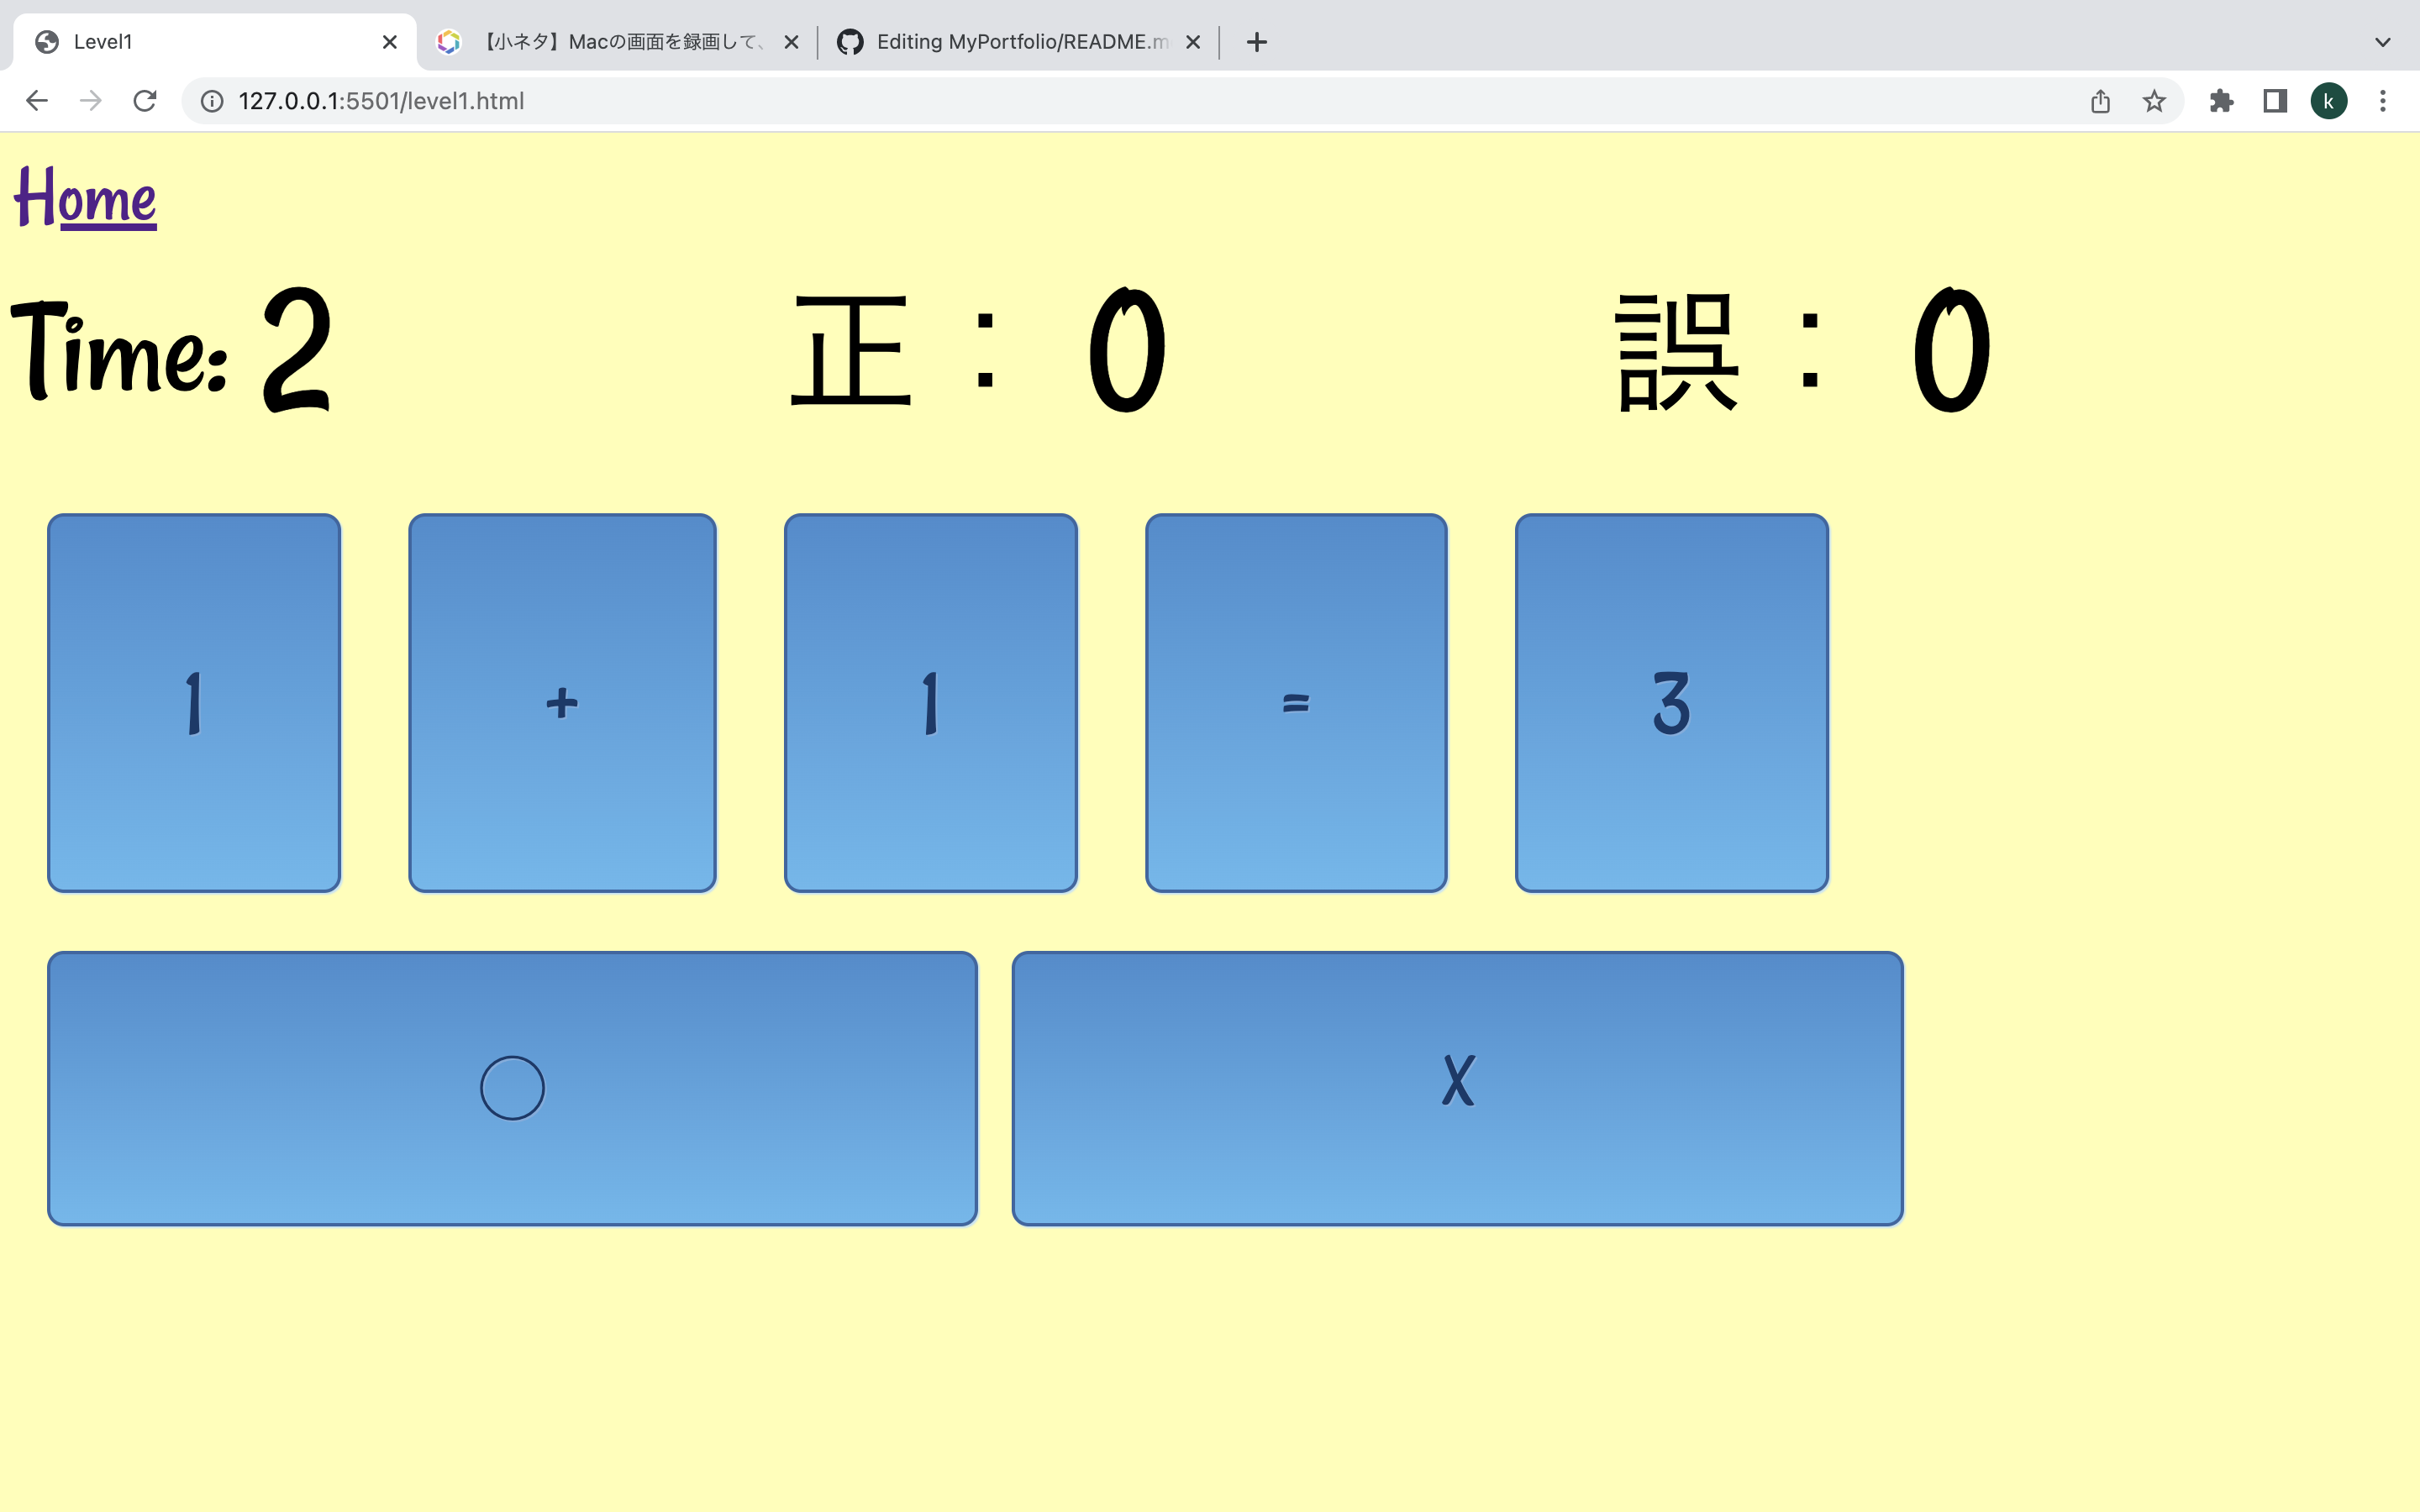 Level1
【小ネタ】Macの画面を録画して、
Editing MyPortfolio/README.m
127.0.0.1:5501/level1.html
k
Home
Time: 2 正： 0 誤： 0
1 + 1 = 3
◯ X